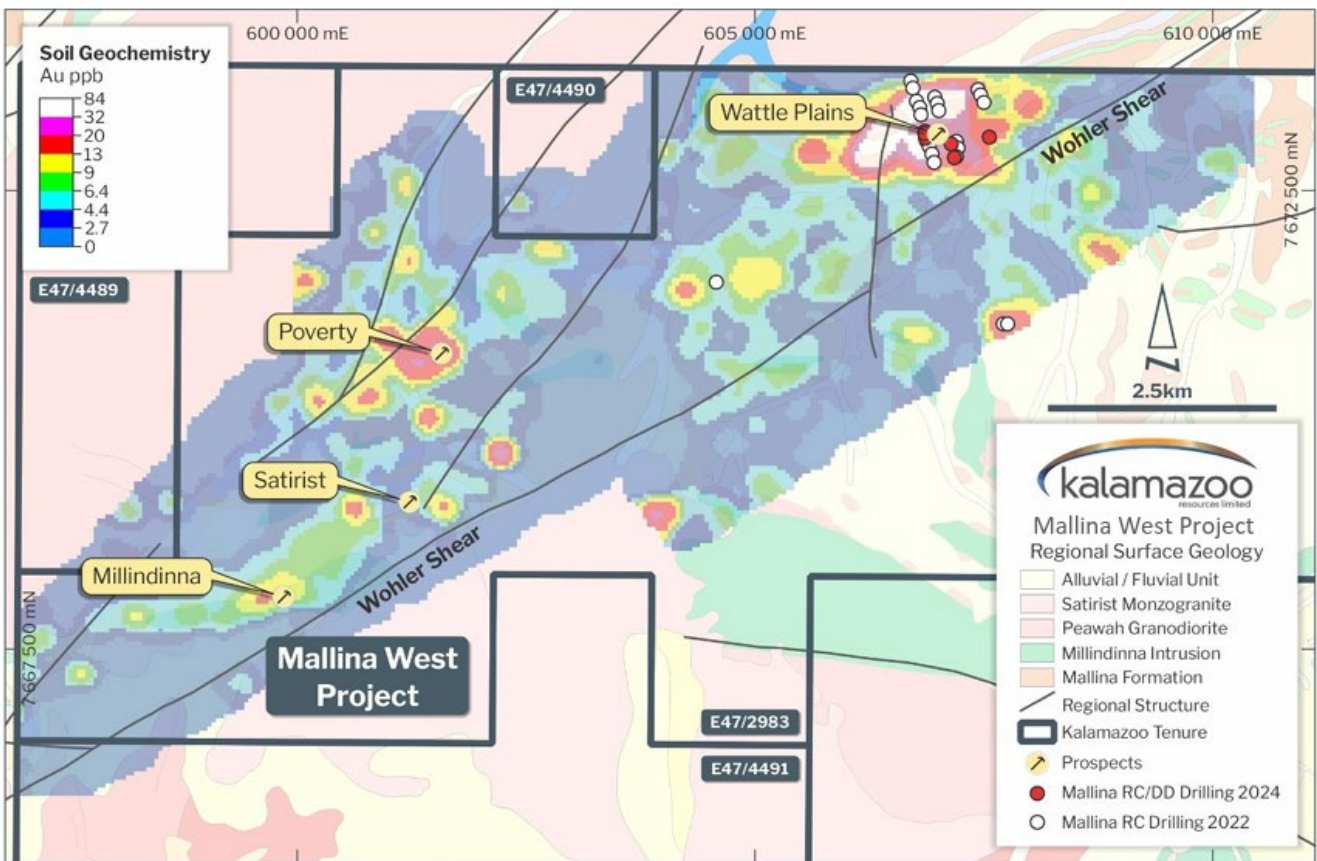 600 000 mE
605 000 mE
610 000 mE
Soil Geochemistry
Au ppb
84
32
20
13
9
6.4
4.4
2.7
0
E47/4490
Wattle Plains
Wohler Shear
7 672 500 mN
E47/4489
Poverty
Satirist
Millindinna
Wohler Shear
7 667 500 mN
Mallina West
Project
E47/2983
E47/4491
N
2.5km
kalamazoo
resources limited
Mallina West Project
Regional Surface Geology
Alluvial / Fluvial Unit
Satirist Monzogranite
Peawah Granodiorite
Millindinna Intrusion
Mallina Formation
Regional Structure
Kalamazoo Tenure
Prospects
Mallina RC/DD Drilling 2024
Mallina RC Drilling 2022